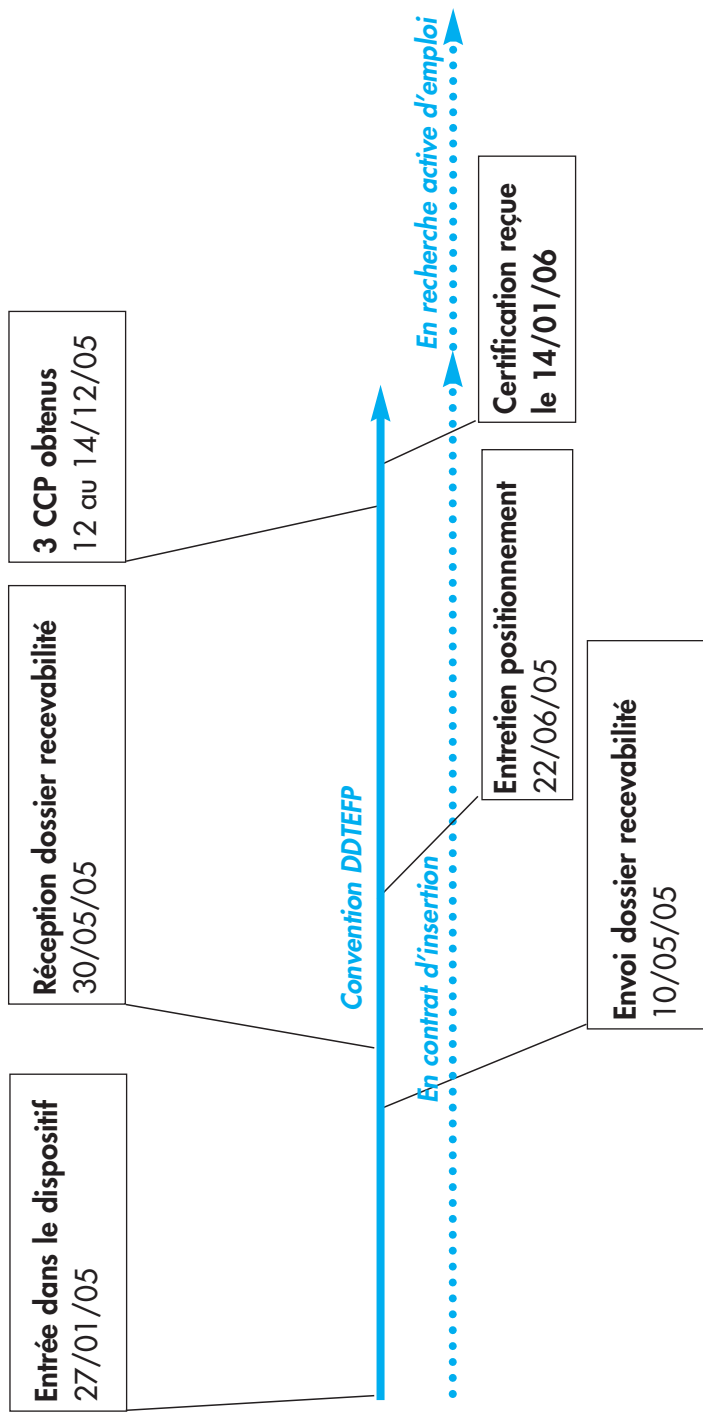 Entrée dans le dispositif
27/01/05
Réception dossier recevabilité
30/05/05
3 CCP obtenus
12 au 14/12/05
Convention DDTEFP
En contrat d’insertion
En recherche active d’emploi
Envoi dossier recevabilité
10/05/05
Entretien positionnement
22/06/05
Certification reçue
le 14/01/06